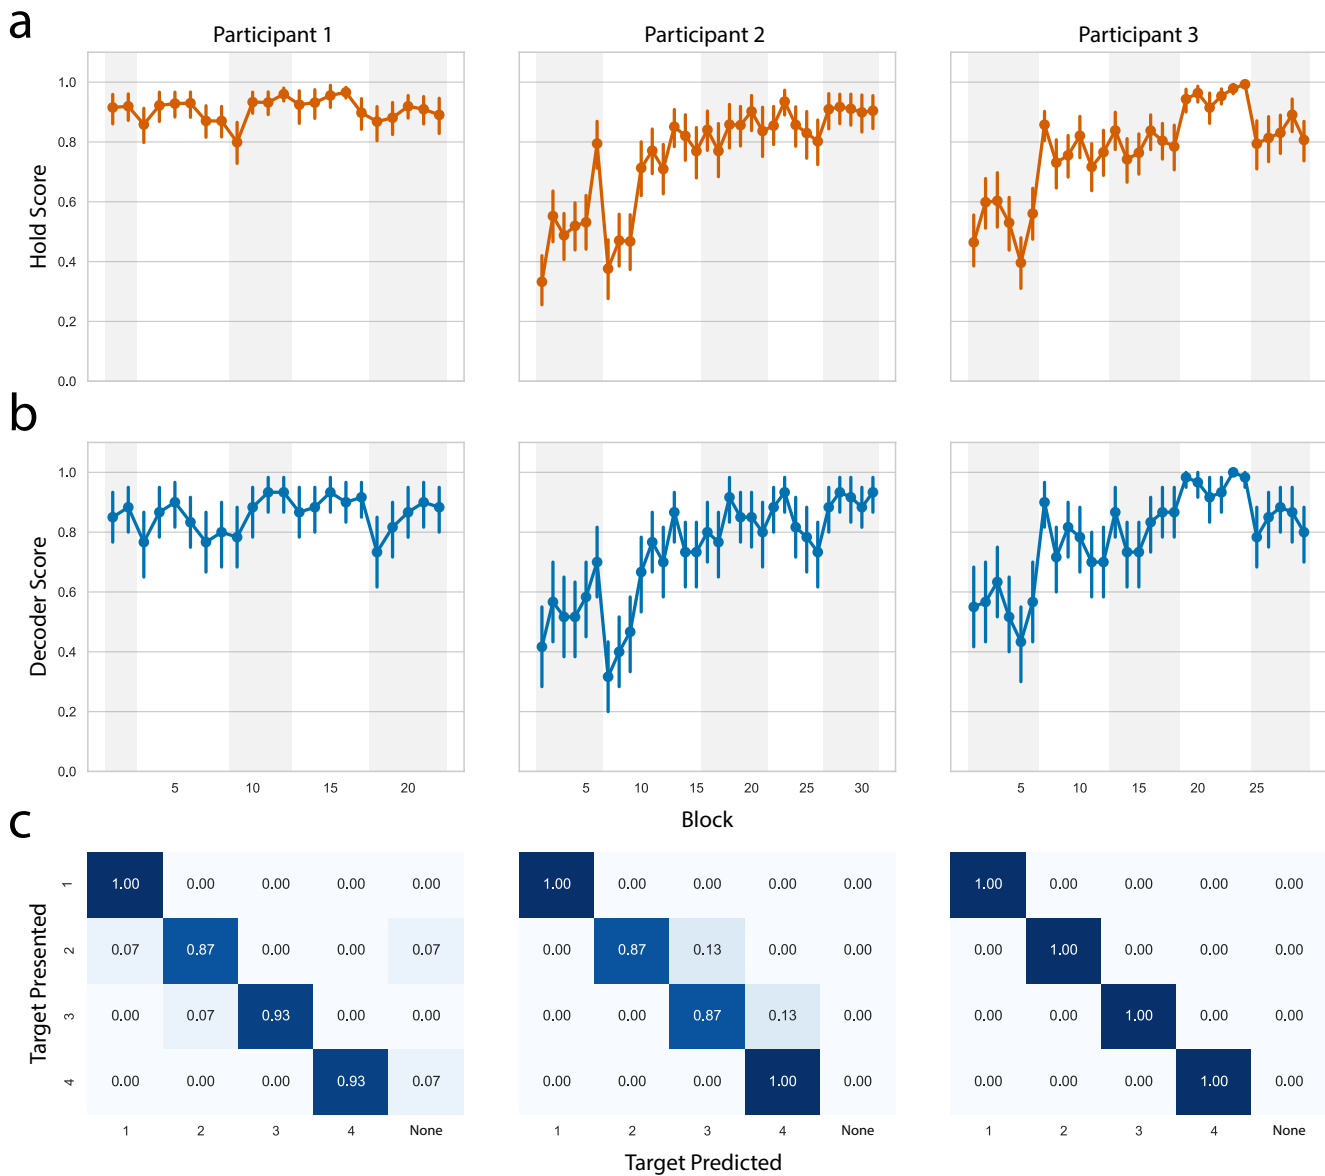 a
Participant 1 Participant 2 Participant 3
Hold Score
1.0
0.8
0.6
0.4
0.2
0.0
b
Decoder Score
1.0
0.8
0.6
0.4
0.2
0.0
5 10 15 20 5 10 15 20 25 30 5 10 15 20 25
Block
c
Target Presented
1 1.00 0.00 0.00 0.00 0.00 1.00 0.00 0.00 0.00 0.00 1.00 0.00 0.00 0.00 0.00
2 0.07 0.87 0.00 0.00 0.07 0.00 0.87 0.13 0.00 0.00 0.00 1.00 0.00 0.00 0.00
3 0.00 0.07 0.93 0.00 0.00 0.00 0.00 0.87 0.13 0.00 0.00 0.00 1.00 0.00 0.00
4 0.00 0.00 0.00 0.93 0.07 0.00 0.00 0.00 1.00 0.00 0.00 0.00 0.00 1.00 0.00
1 2 3 4 None 1 2 3 4 None 1 2 3 4 None
Target Predicted